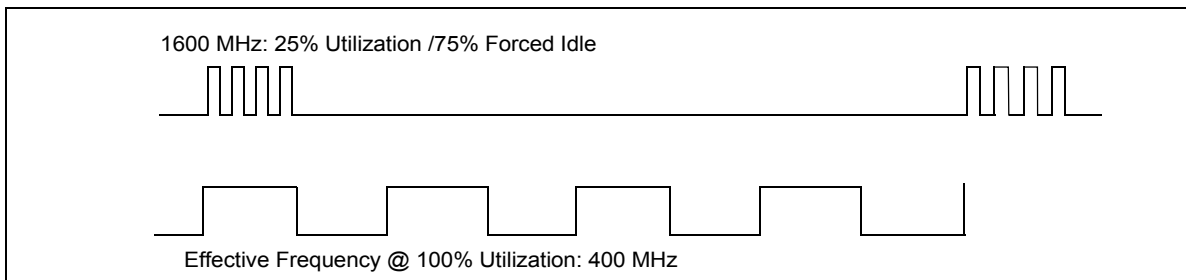 1600 MHz: 25% Utilization /75% Forced Idle
Effective Frequency @ 100% Utilization: 400 MHz